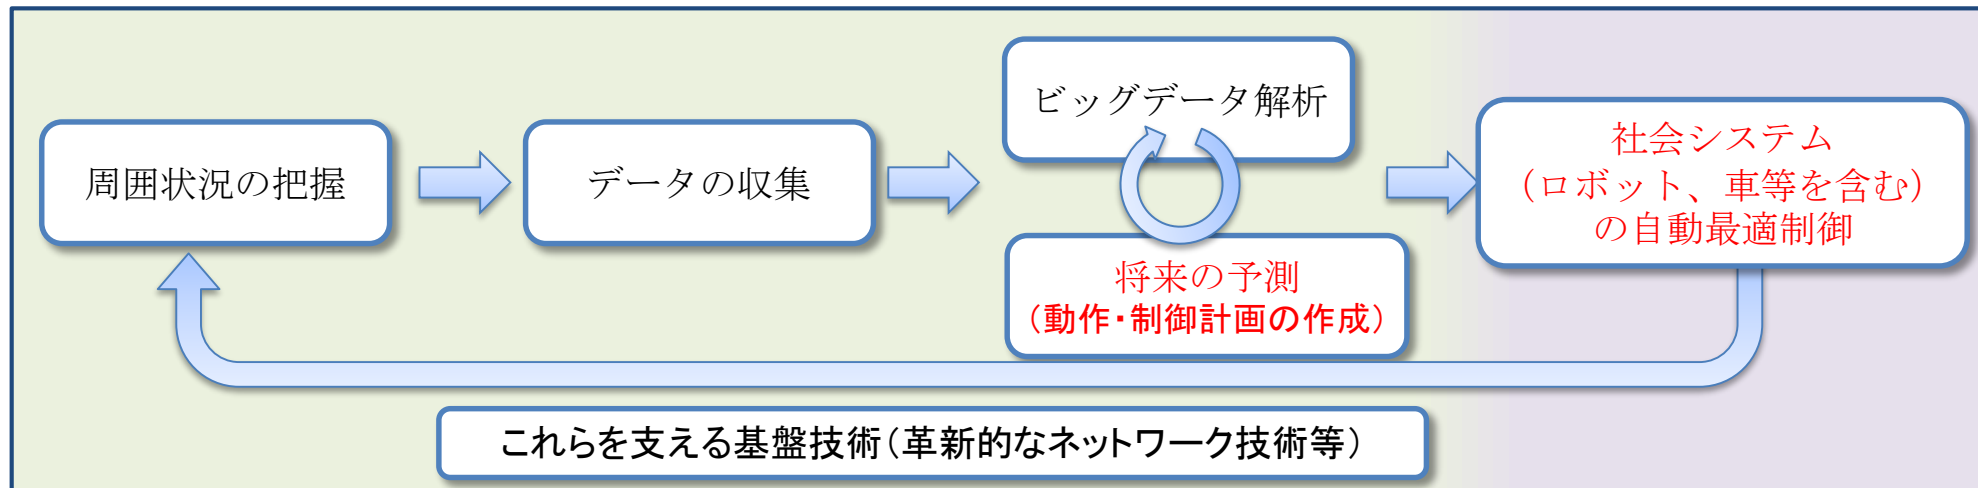 周囲状況の把握
データの収集
ビッグデータ解析
将来の予測
（動作・制御計画の作成）
社会システム
（ロボット、車等を含む）
の自動最適制御
これらを支える基盤技術（革新的なネットワーク技術等）